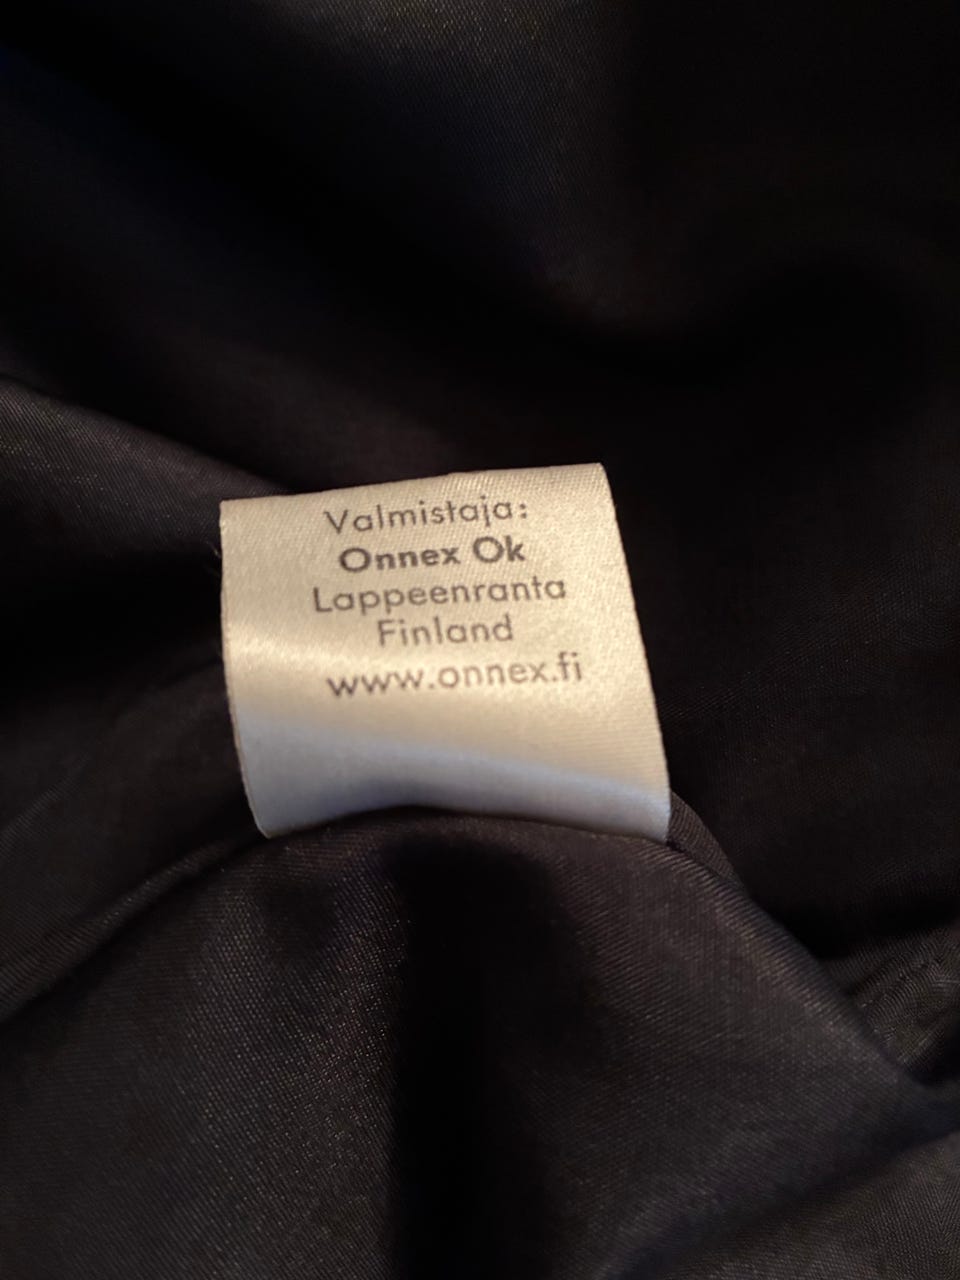 Valmistaja:
Onnex Ok
Lappeenranta
Finland
www.onnex.fi